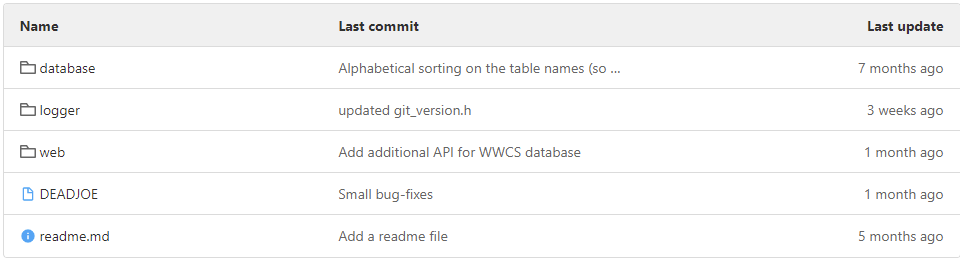 Name Last commit Last update
database Alphabetical sorting on the table names (so ... 7 months ago
logger updated git_version.h 3 weeks ago
web Add additional API for WWCS database 1 month ago
DEADJOE Small bug-fixes 1 month ago
readme.md Add a readme file 5 months ago